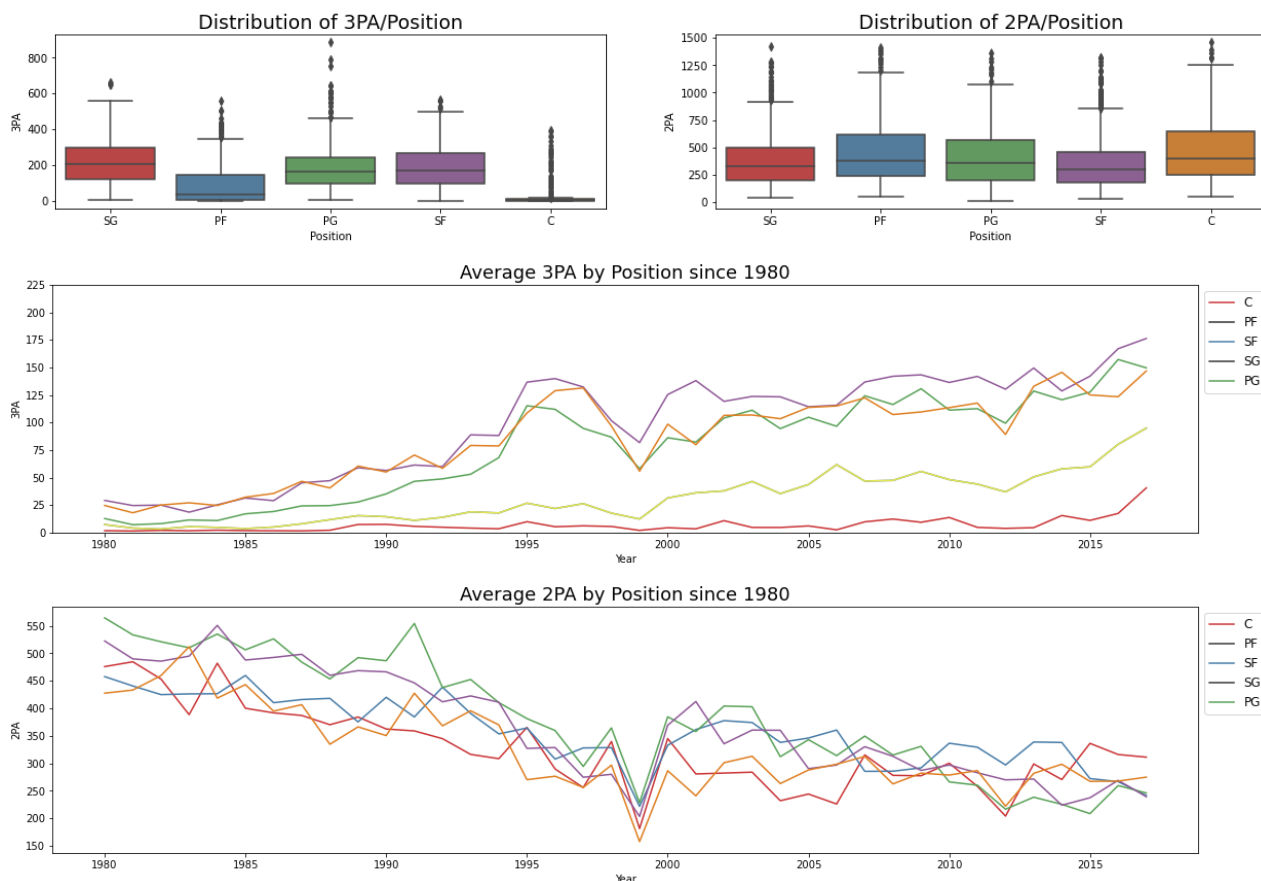 Distribution of 3PA/Position
800
600
400
200
0
3PA
SG PF PG SF C
Position
Distribution of 2PA/Position
1500
1250
1000
750
500
250
0
2PA
SG PF PG SF C
Position
Average 3PA by Position since 1980
225
200
175
150
125
100
75
50
25
0
3PA
1980 1985 1990 1995 2000 2005 2010 2015
Year
C
PF
SF
SG
PG
Average 2PA by Position since 1980
550
500
450
400
350
300
250
200
150
2PA
1980 1985 1990 1995 2000 2005 2010 2015
Year
C
PF
SF
SG
PG